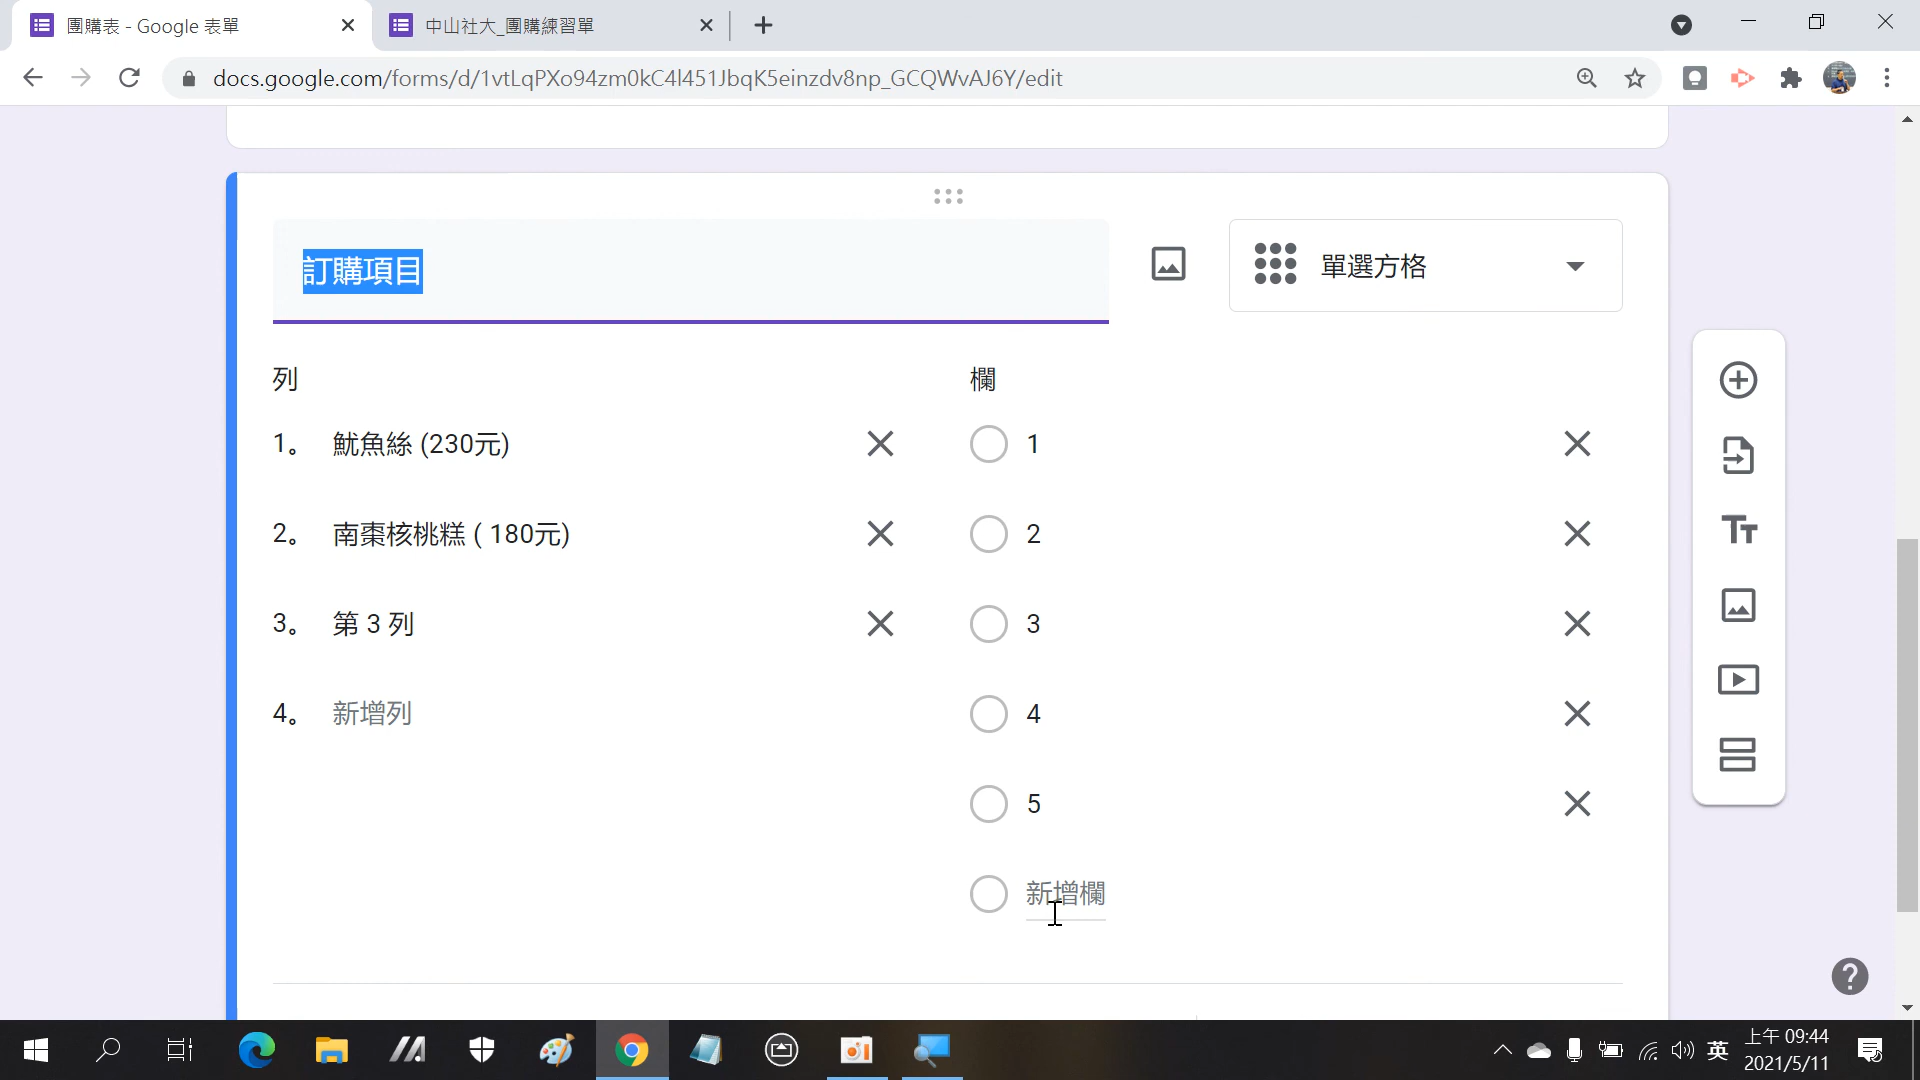 團購表 - Google 表單
中山社大_團購練習單
docs.google.com/forms/d/1vtLqPXo94zm0kC4l451JbqK5einzdv8np_GCQWvAJ6Y/edit
訂購項目
單選方格
列
欄
1。 魷魚絲 (230元)
1
2。 南棗核桃糕 ( 180元)
2
3。 第 3 列
3
4。 新增列
4
5
新增欄
英
上午 09:44
2021/5/11